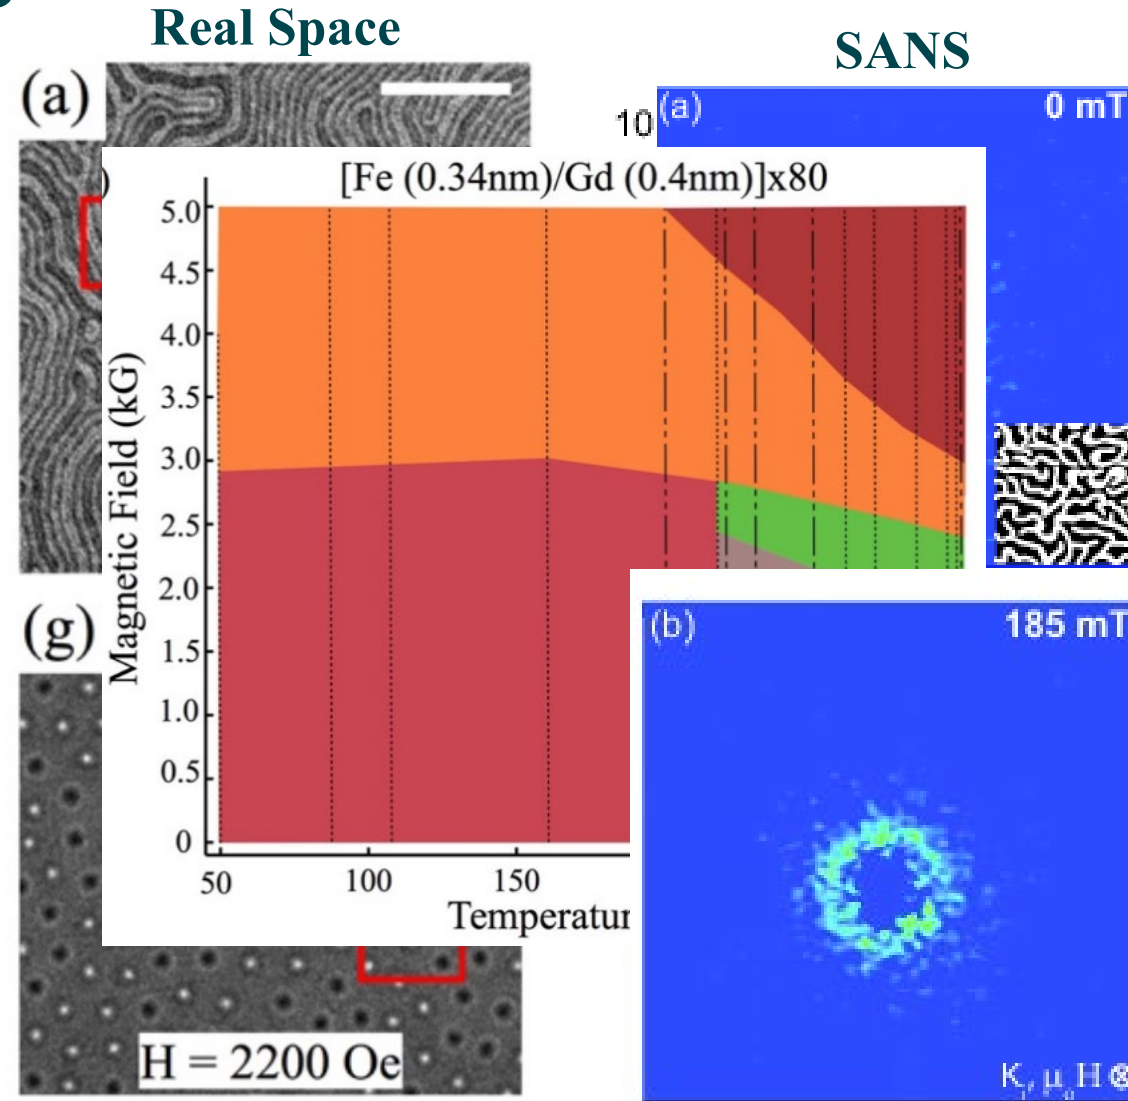 Real Space
SANS
(a)
10
(a)
0 mT
)
[Fe (0.34nm)/Gd (0.4nm)]x80
5.0
4.5
4.0
3.5
3.0
2.5
2.0
1.5
1.0
0.5
0
Magnetic Field (kG)
50
100
150
Temperatur
(g)
H = 2200 Oe
(b)
185 mT
K, μ₀ H ⊗